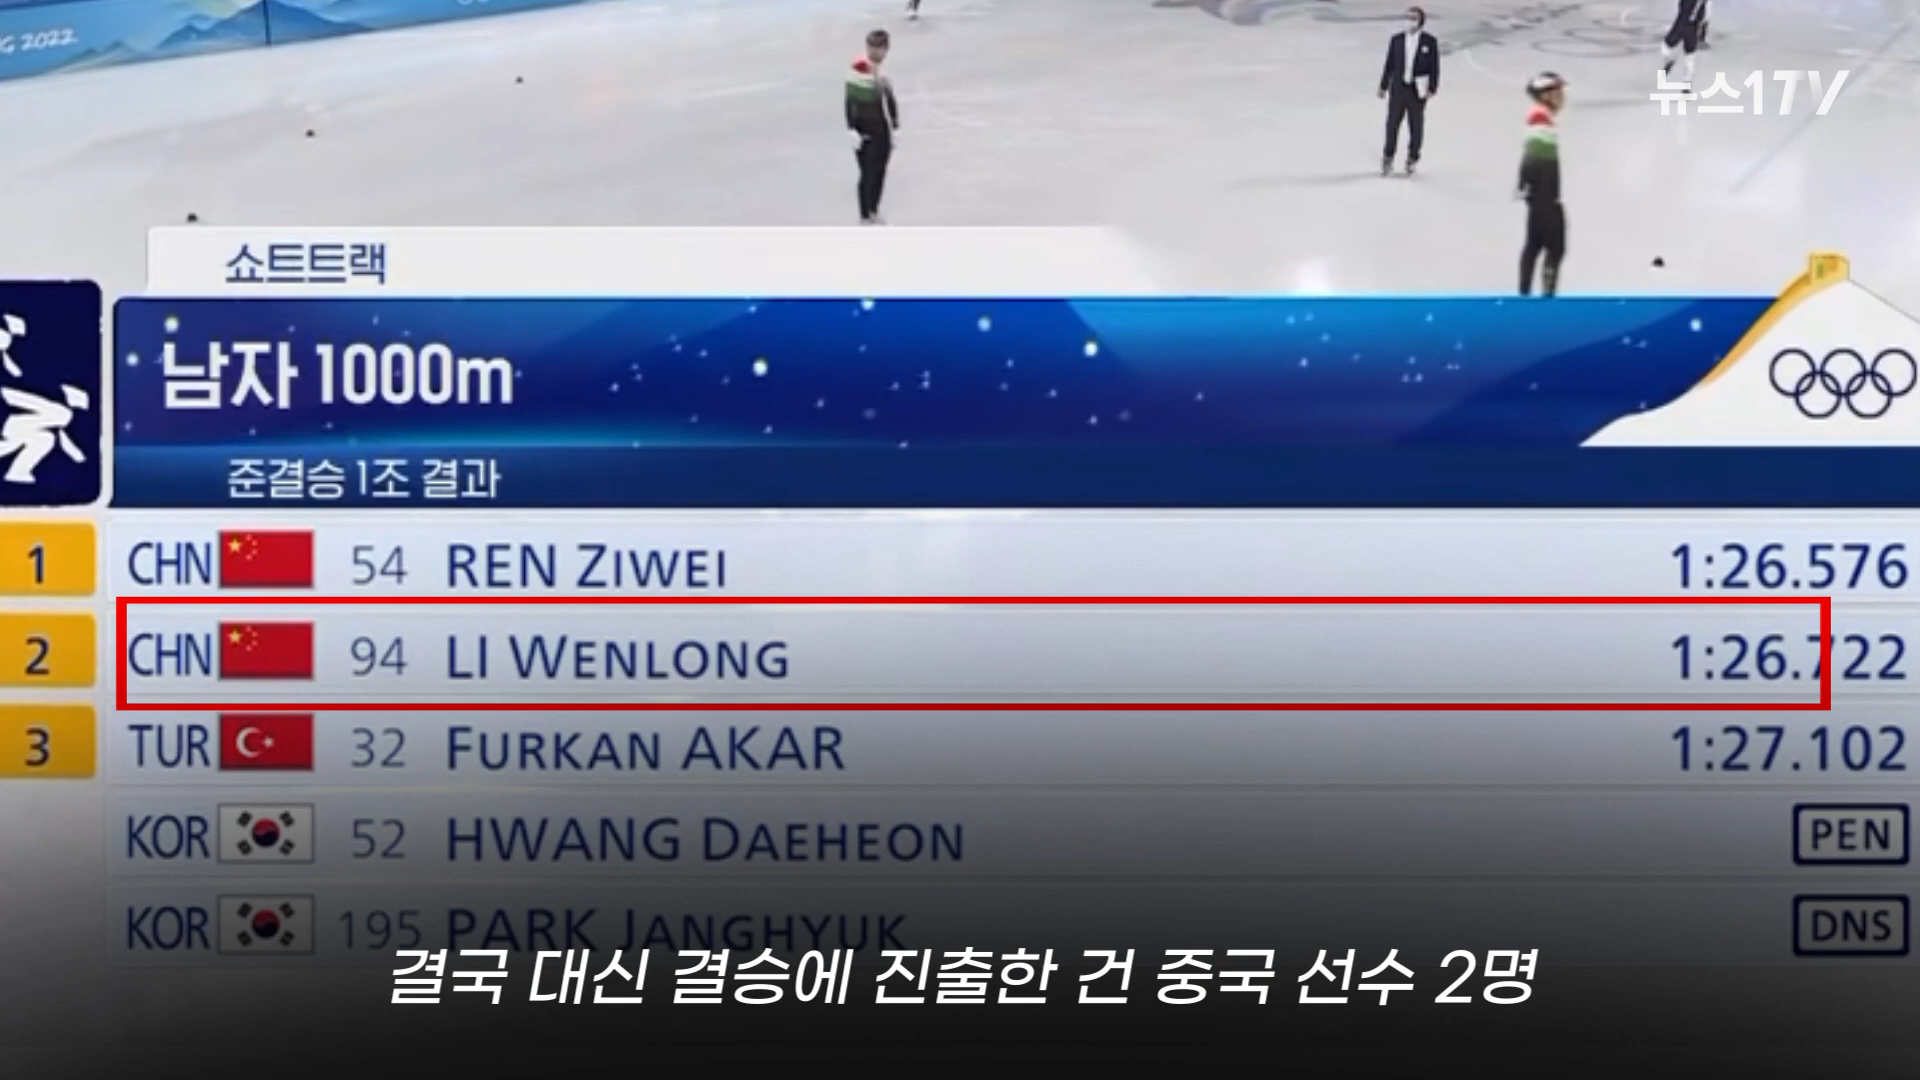 G 2022
뉴스1TV
쇼트트랙
남자 1000m
준결승 1조 결과
1 CHN 54 REN ZIWEI 1:26.576
2 CHN 94 LI WENLONG 1:26.722
3 TUR 32 FURKAN AKAR 1:27.102
KOR 52 HWANG DAEHEON PEN
KOR 195 PARK JANGHYUK DNS
결국 대신 결승에 진출한 건 중국 선수 2명